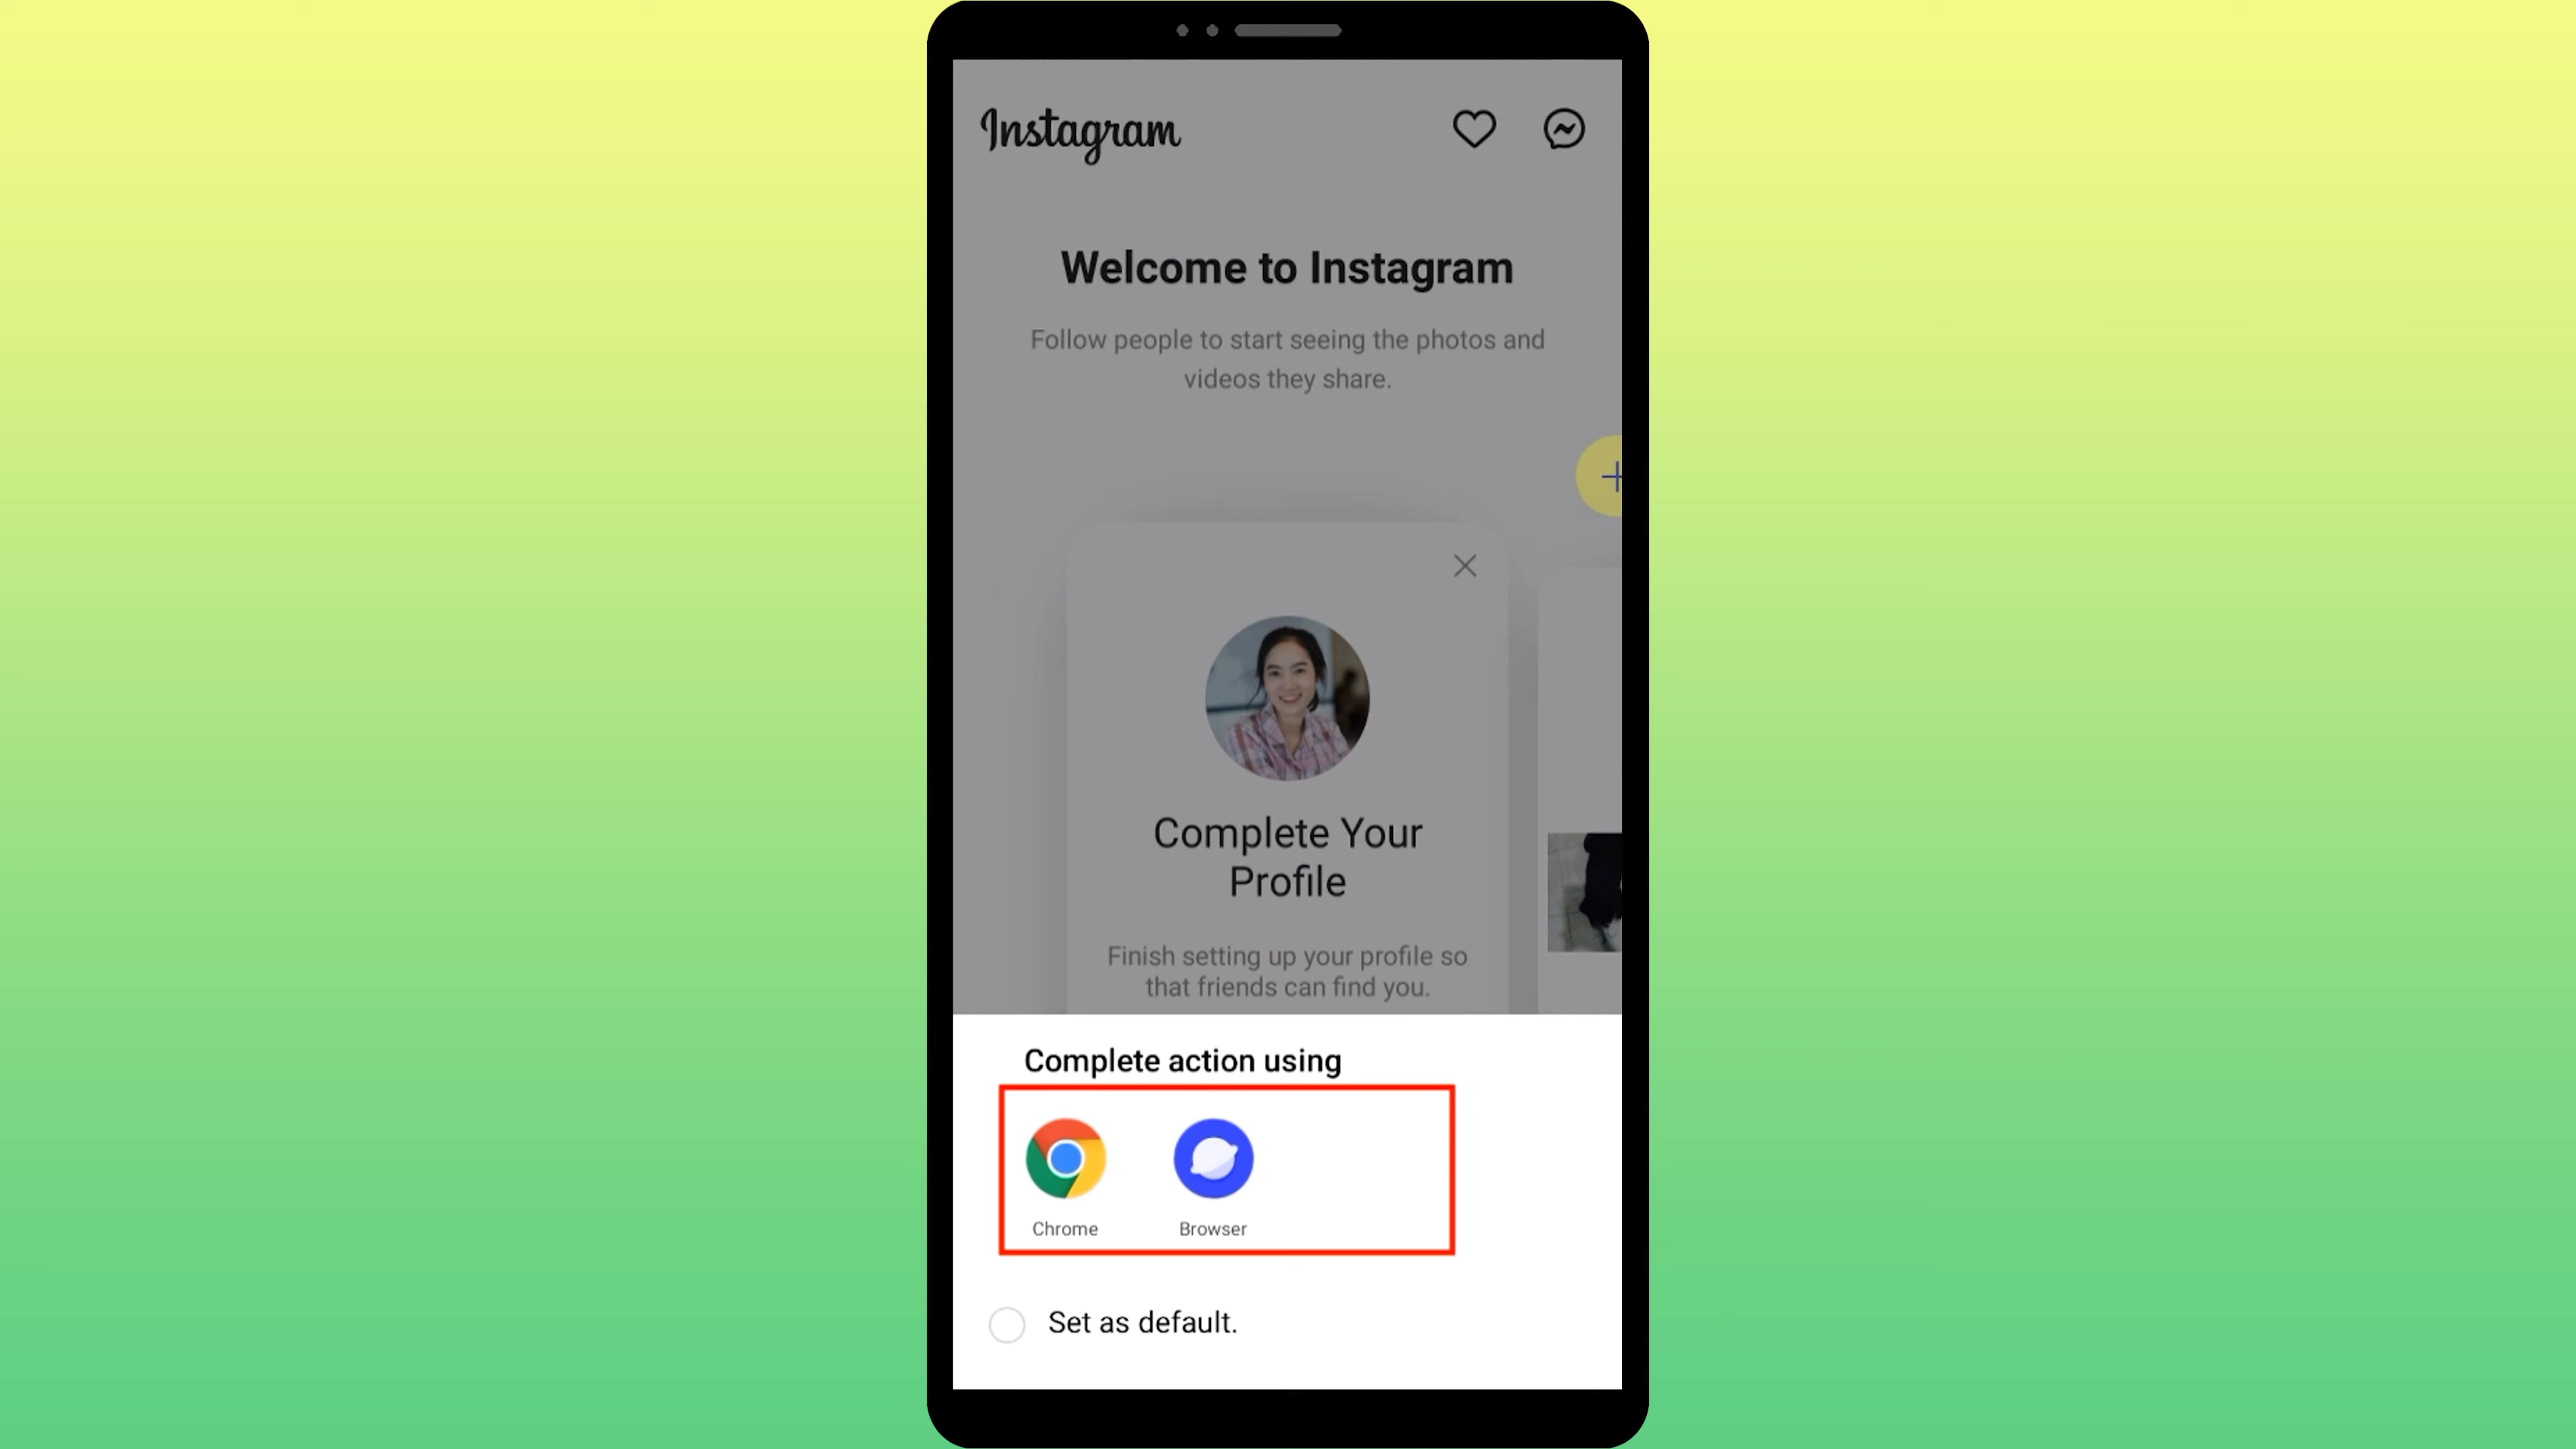 Instagram
Welcome to Instagram
Follow people to start seeing the photos and
videos they share.
Complete Your
Profile
Finish setting up your profile so
that friends can find you.
Complete action using
Chrome
Browser
Set as default.